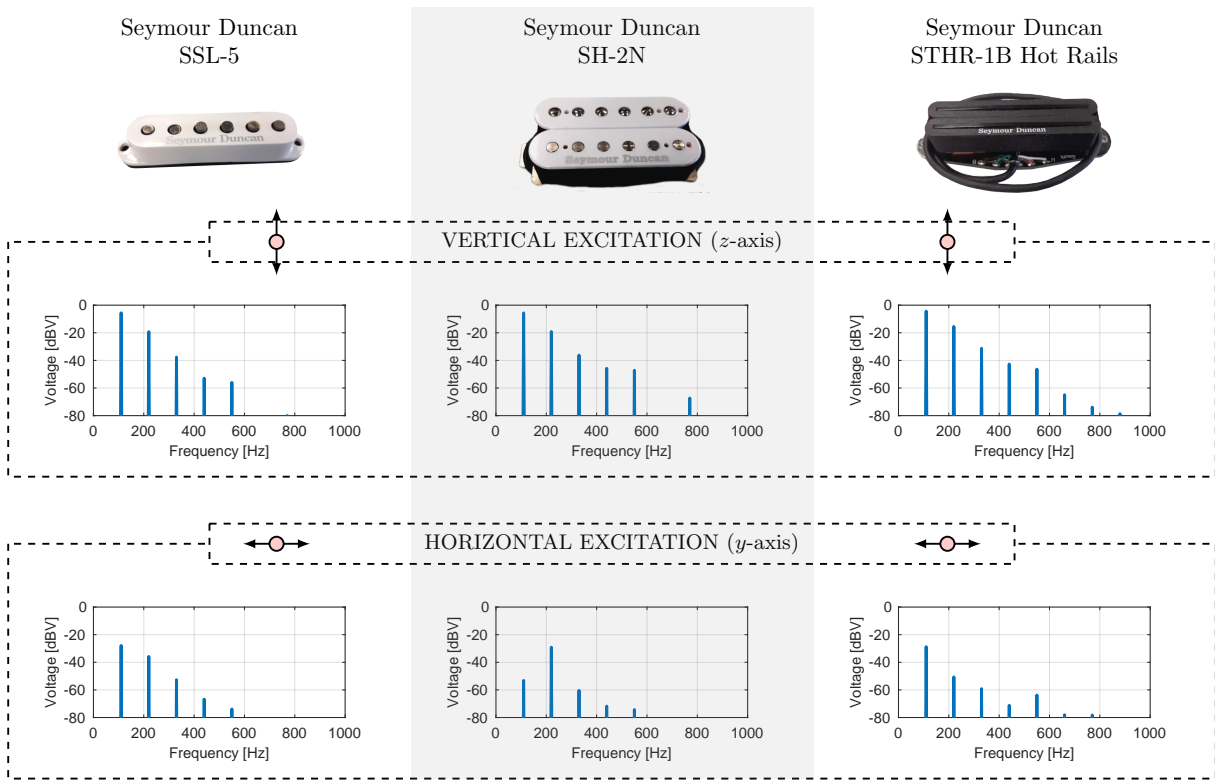 Seymour Duncan
SSL-5
Seymour Duncan
SH-2N
Seymour Duncan
STHR-1B Hot Rails
Seymour Duncan
Seymour Duncan
Seymour Duncan
VERTICAL EXCITATION (z-axis)
0
-20
-40
-60
-80
Voltage [dBV]
0 200 400 600 800 1000
Frequency [Hz]
0
-20
-40
-60
-80
Voltage [dBV]
0 200 400 600 800 1000
Frequency [Hz]
0
-20
-40
-60
-80
Voltage [dBV]
0 200 400 600 800 1000
Frequency [Hz]
HORIZONTAL EXCITATION (y-axis)
0
-20
-40
-60
-80
Voltage [dBV]
0 200 400 600 800 1000
Frequency [Hz]
0
-20
-40
-60
-80
Voltage [dBV]
0 200 400 600 800 1000
Frequency [Hz]
0
-20
-40
-60
-80
Voltage [dBV]
0 200 400 600 800 1000
Frequency [Hz]